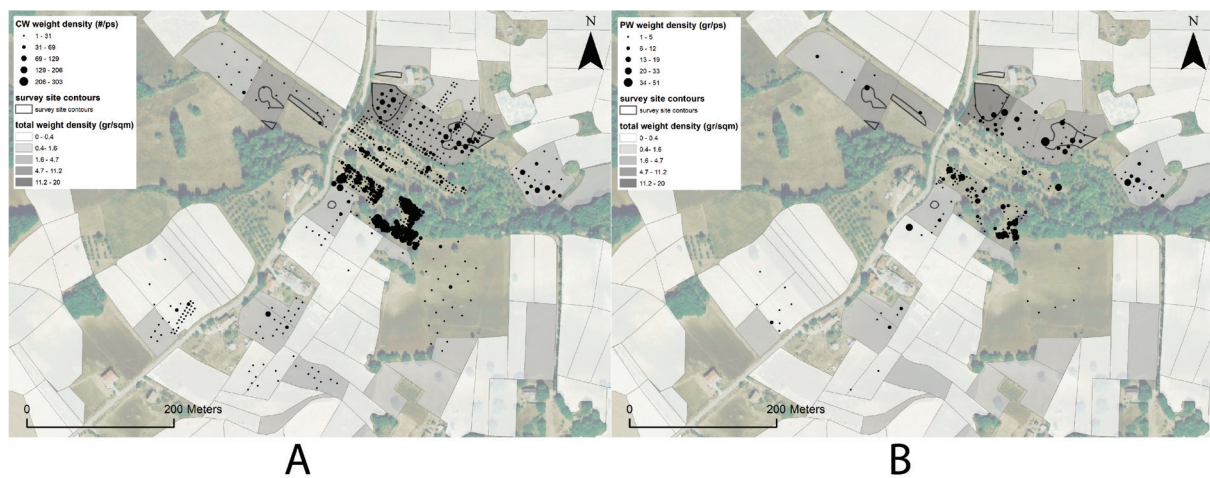 CW weight density (#/ps)
1 - 31
31 - 69
69 - 129
129 - 206
206 - 303
survey site contours
survey site contours
total weight density (gr/sqm)
0 - 0.4
0.4- 1.6
1.6 - 4.7
4.7 - 11.2
11.2 - 20
N
0
200 Meters
PW weight density (gr/ps)
1 - 5
6 - 12
13 - 19
20 - 33
34 - 51
survey site contours
survey site contours
total weight density (gr/sqm)
0 - 0.4
0.4- 1.6
1.6 - 4.7
4.7 - 11.2
11.2 - 20
N
0
200 Meters
A
B